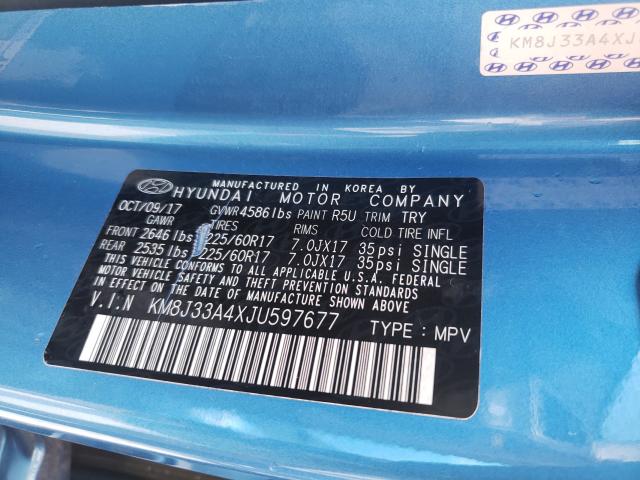 KM8J33A4XJ
MANUFACTURED IN KOREA BY
HYUNDAI MOTOR COMPANY
OCT/09/17 GVWR4586lbs PAINT R5U TRIM TRY
GAWR TIRES RIMS COLD TIRE INFL
FRONT 2646 lbs 225/60R17 7.0JX17 35psi SINGLE
REAR 2535 lbs 225/60R17 7.0JX17 35psi SINGLE
THIS VEHICLE CONFORMS TO ALL APPLICABLE U.S.A. FEDERAL
MOTOR VEHICLE SAFETY AND THEFT PREVENTION STANDARDS
IN EFFECT ON THE DATE OF MANUFACTURE SHOWN ABOVE.
V.I.N KM8J33A4XJU597677 TYPE : MPV